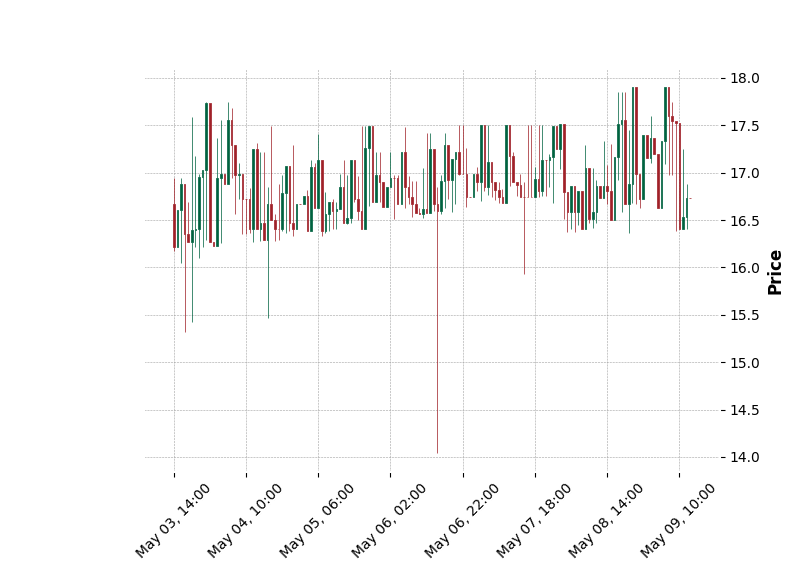 18.0
17.5
17.0
16.5
16.0
15.5
15.0
14.5
14.0
Price
May 03, 14:00
May 04, 10:00
May 05, 06:00
May 06, 02:00
May 06, 22:00
May 07, 18:00
May 08, 14:00
May 09, 10:00